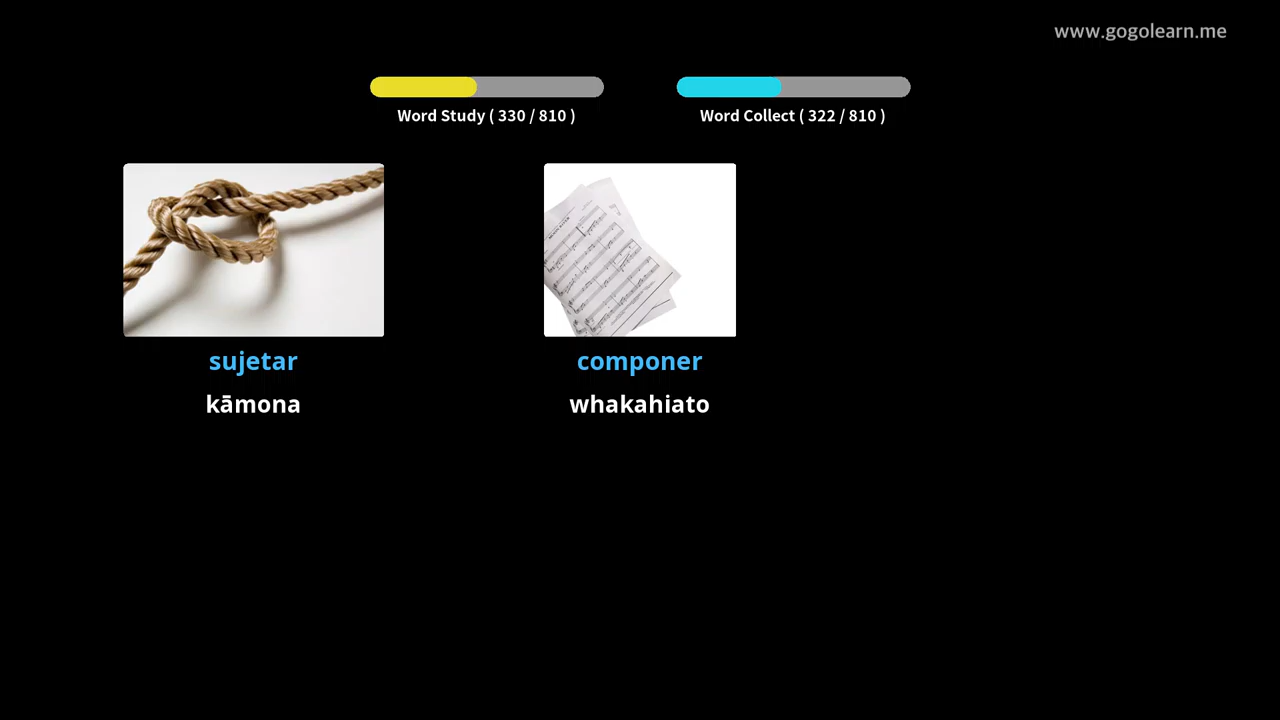 www.gogolearn.me
Word Study ( 330 / 810 )
Word Collect ( 322 / 810 )
sujetar
componer
kāmona
whakahiato